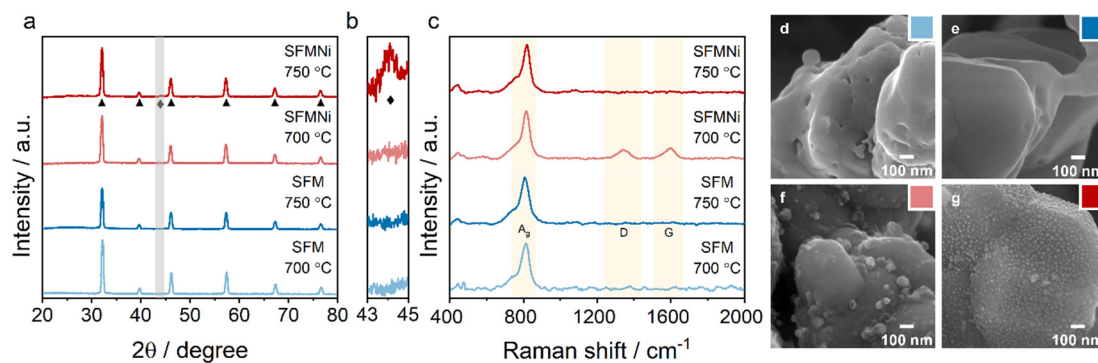 a
b
c
d
e
f
g
Intensity / a.u.
SFMNi
750 °C
SFMNi
700 °C
SFM
750 °C
SFM
700 °C
20 30 40 50 60 70 80
2θ / degree
43 45
Intensity / a.u.
SFMNi
750 °C
SFMNi
700 °C
SFM
750 °C
Ag D G
SFM
700 °C
400 800 1200 1600 2000
Raman shift / cm-1
100 nm
100 nm
100 nm
100 nm